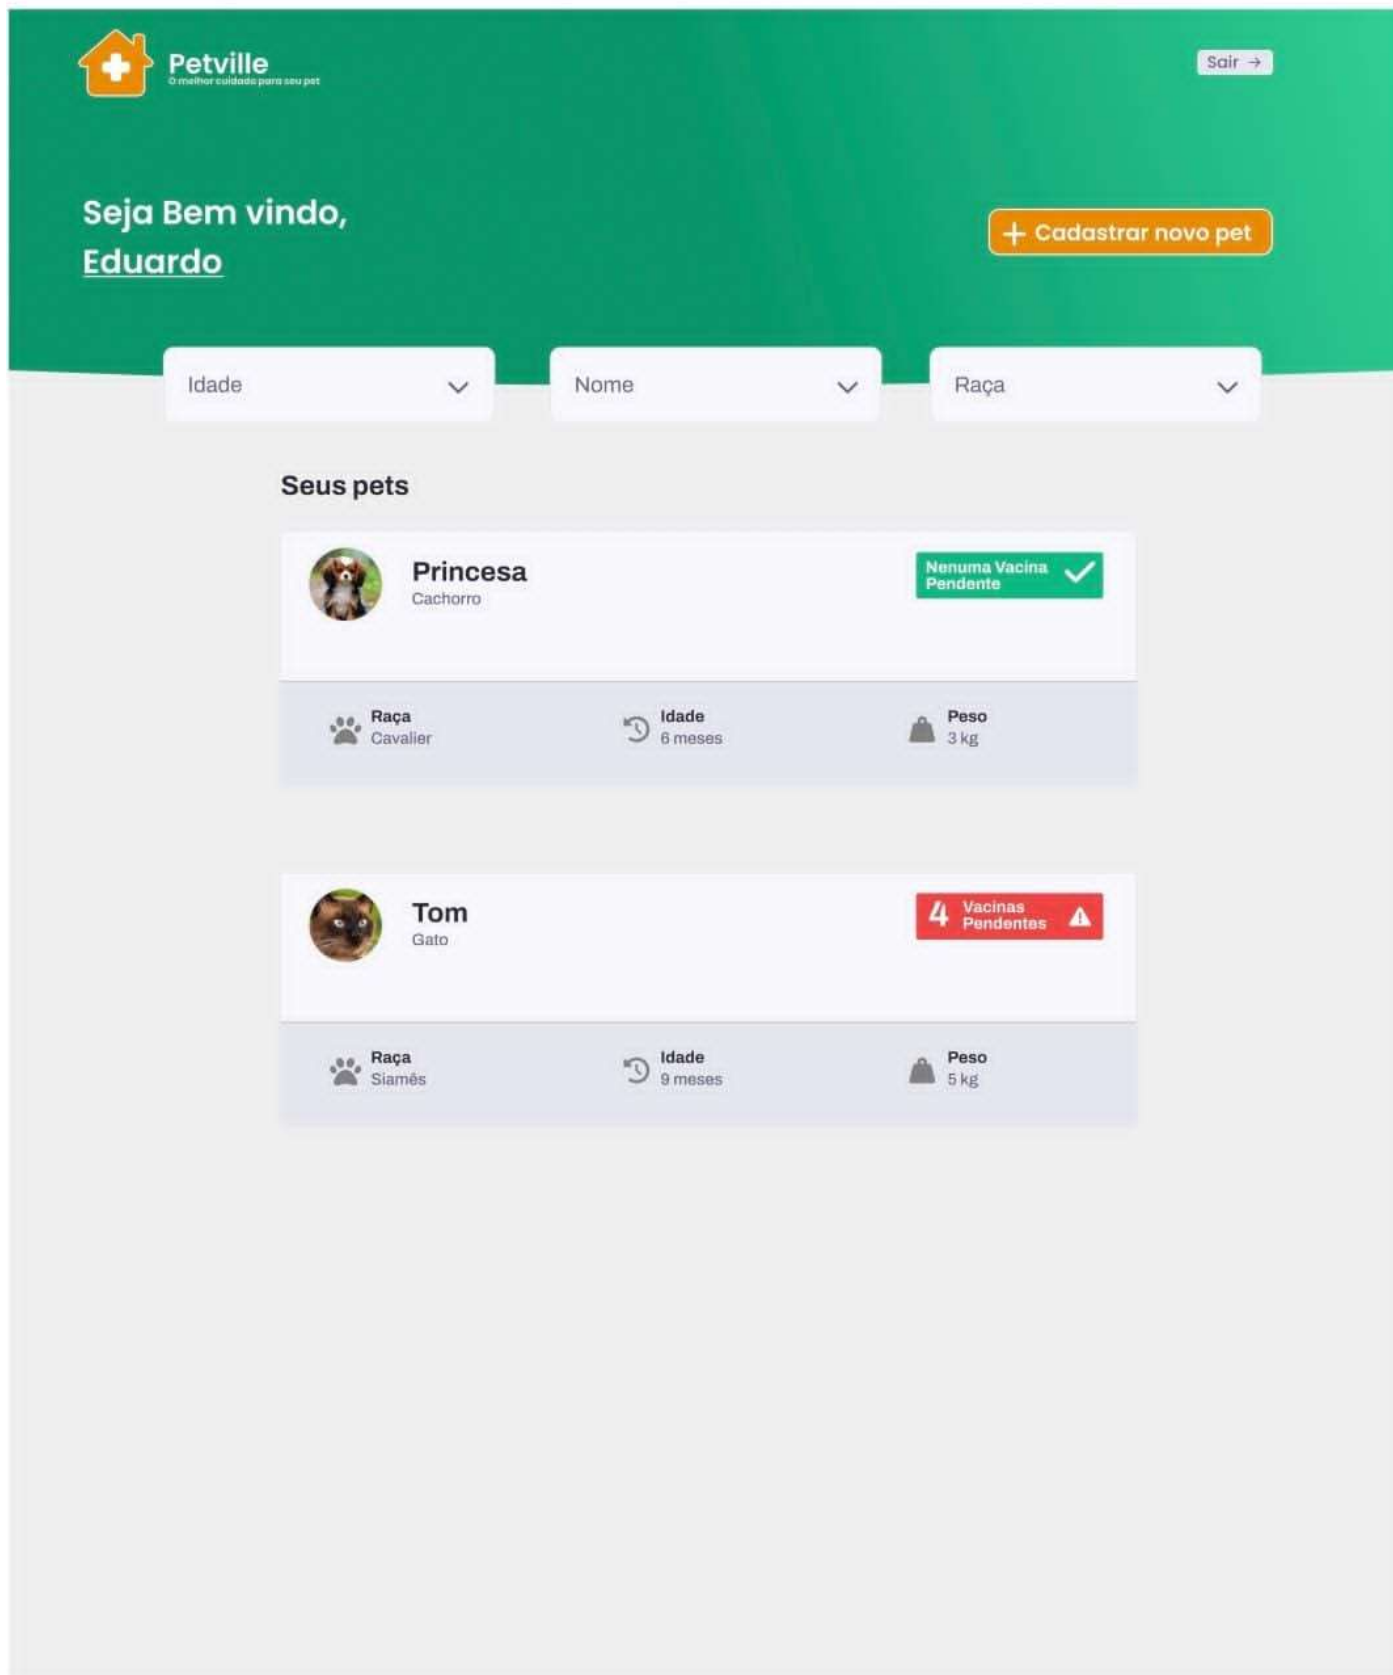 Petville
O melhor cuidado para seu pet
Sair →
Seja Bem vindo,
Eduardo
+ Cadastrar novo pet
Idade
Nome
Raça
Seus pets
Princesa
Cachorro
Nenuma Vacina
Pendente
Raça
Cavalier
Idade
6 meses
Peso
3 kg
Tom
Gato
4 Vacinas
Pendentes
Raça
Siamês
Idade
9 meses
Peso
5 kg